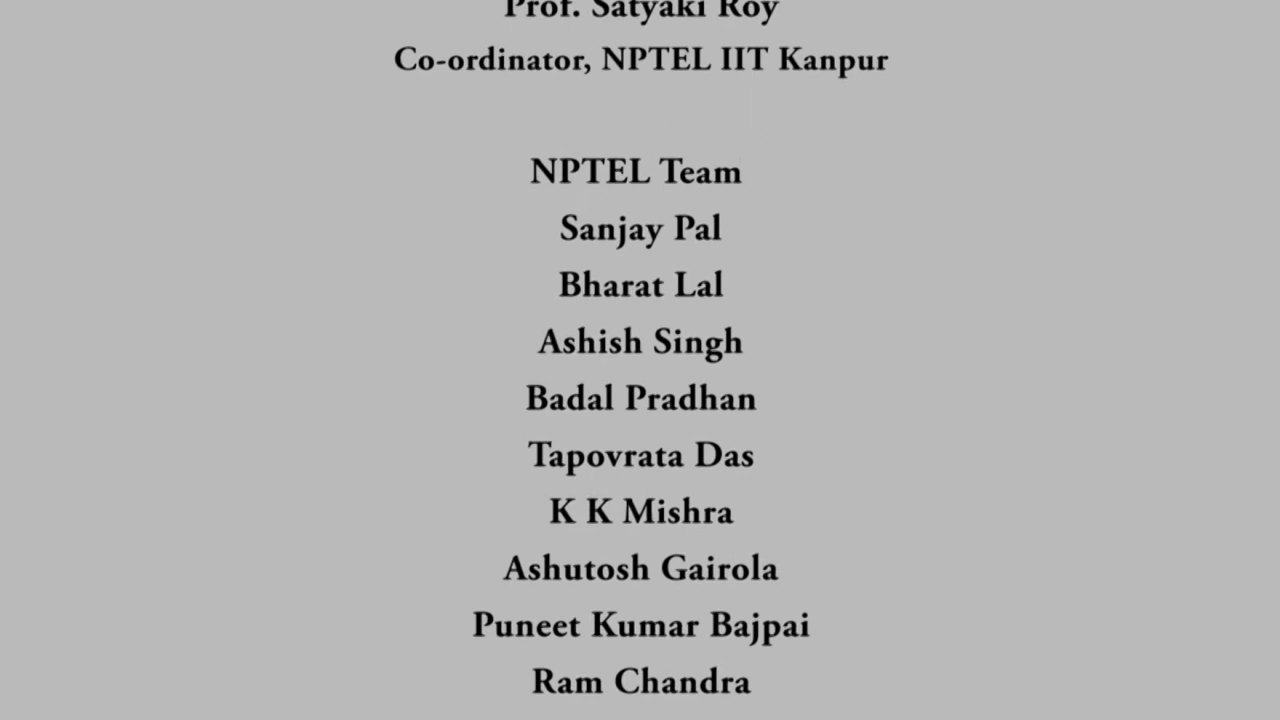 Prof. Satyaki Roy
Co-ordinator, NPTEL IIT Kanpur
NPTEL Team
Sanjay Pal
Bharat Lal
Ashish Singh
Badal Pradhan
Tapovrata Das
K K Mishra
Ashutosh Gairola
Puneet Kumar Bajpai
Ram Chandra